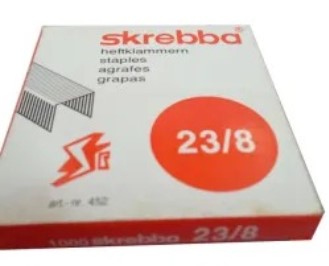 skrebba
heftklammern
staples
agrafes
grapas
23/8
art.-nr. 452
1000 skrebba 23/8